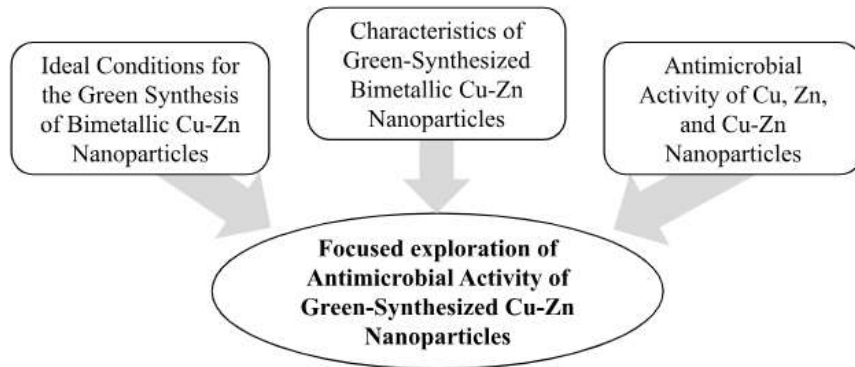 Ideal Conditions for
the Green Synthesis
of Bimetallic Cu-Zn
Nanoparticles
Characteristics of
Green-Synthesized
Bimetallic Cu-Zn
Nanoparticles
Antimicrobial
Activity of Cu, Zn,
and Cu-Zn
Nanoparticles
Focused exploration of
Antimicrobial Activity of
Green-Synthesized Cu-Zn
Nanoparticles